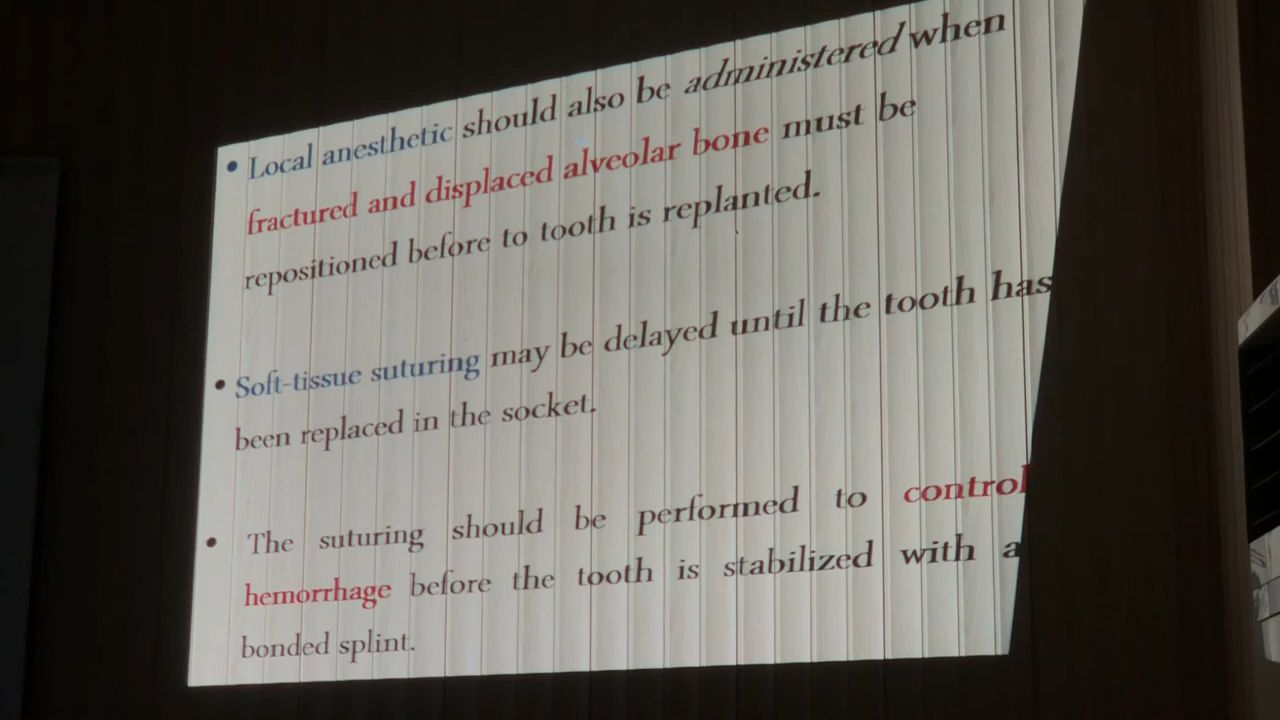 • Local anesthetic should also be administered when
fractured and displaced alveolar bone must be
repositioned before to tooth is replanted.
• Soft-tissue suturing may be delayed until the tooth has
been replaced in the socket.
• The suturing should be performed to control
hemorrhage before the tooth is stabilized with a
bonded splint.